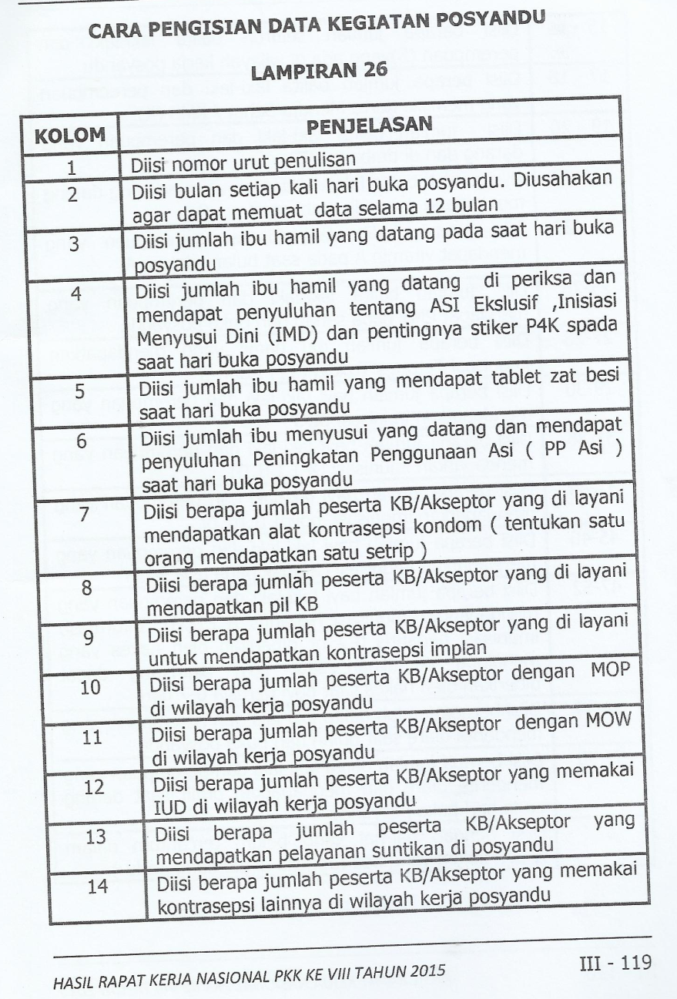 CARA PENGISIAN DATA KEGIATAN POSYANDU
LAMPIRAN 26
KOLOM PENJELASAN
1 Diisi nomor urut penulisan
2 Diisi bulan setiap kali hari buka posyandu. Diusahakan
agar dapat memuat data selama 12 bulan
3 Diisi jumlah ibu hamil yang datang pada saat hari buka
posyandu
4 Diisi jumlah ibu hamil yang datang di periksa dan
mendapat penyuluhan tentang ASI Ekslusif ,Inisiasi
Menyusui Dini (IMD) dan pentingnya stiker P4K spada
saat hari buka posyandu
5 Diisi jumlah ibu hamil yang mendapat tablet zat besi
saat hari buka posyandu
6 Diisi jumlah ibu menyusui yang datang dan mendapat
penyuluhan Peningkatan Penggunaan Asi ( PP Asi )
saat hari buka posyandu
7 Diisi berapa jumlah peserta KB/Akseptor yang di layani
mendapatkan alat kontrasepsi kondom ( tentukan satu
orang mendapatkan satu setrip )
8 Diisi berapa jumlah peserta KB/Akseptor yang di layani
mendapatkan pil KB
9 Diisi berapa jumlah peserta KB/Akseptor yang di layani
untuk mendapatkan kontrasepsi implan
10 Diisi berapa jumlah peserta KB/Akseptor dengan MOP
di wilayah kerja posyandu
11 Diisi berapa jumlah peserta KB/Akseptor dengan MOW
di wilayah kerja posyandu
12 Diisi berapa jumlah peserta KB/Akseptor yang memakai
IUD di wilayah kerja posyandu
13 Diisi berapa jumlah peserta KB/Akseptor yang
mendapatkan pelayanan suntikan di posyandu
14 Diisi berapa jumlah peserta KB/Akseptor yang memakai
kontrasepsi lainnya di wilayah kerja posyandu
HASIL RAPAT KERJA NASIONAL PKK KE VIII TAHUN 2015 III - 119